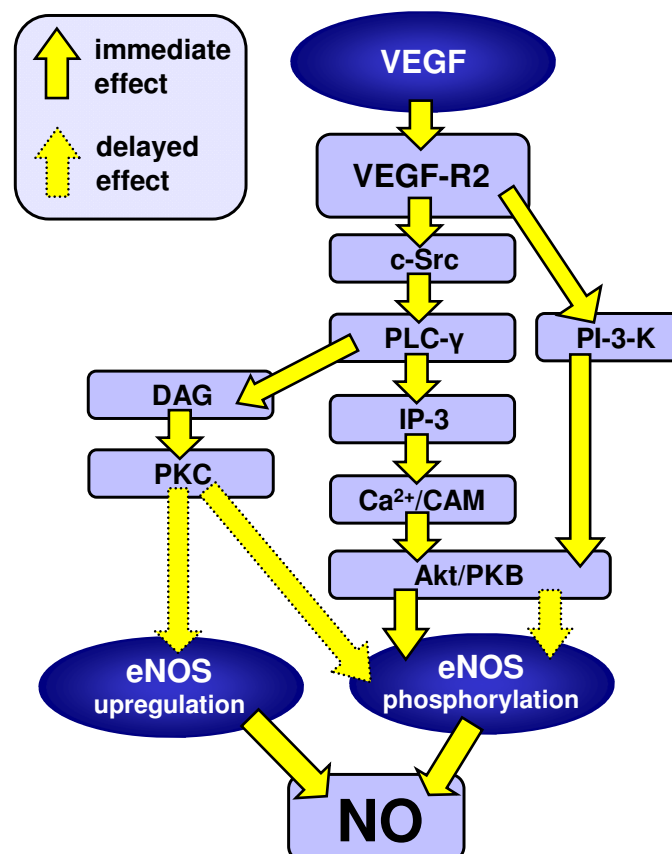 immediate
effect
delayed
effect
VEGF
VEGF-R2
c-Src
PLC-γ
PI-3-K
DAG
IP-3
PKC
Ca²⁺/CAM
Akt/PKB
eNOS
upregulation
eNOS
phosphorylation
NO